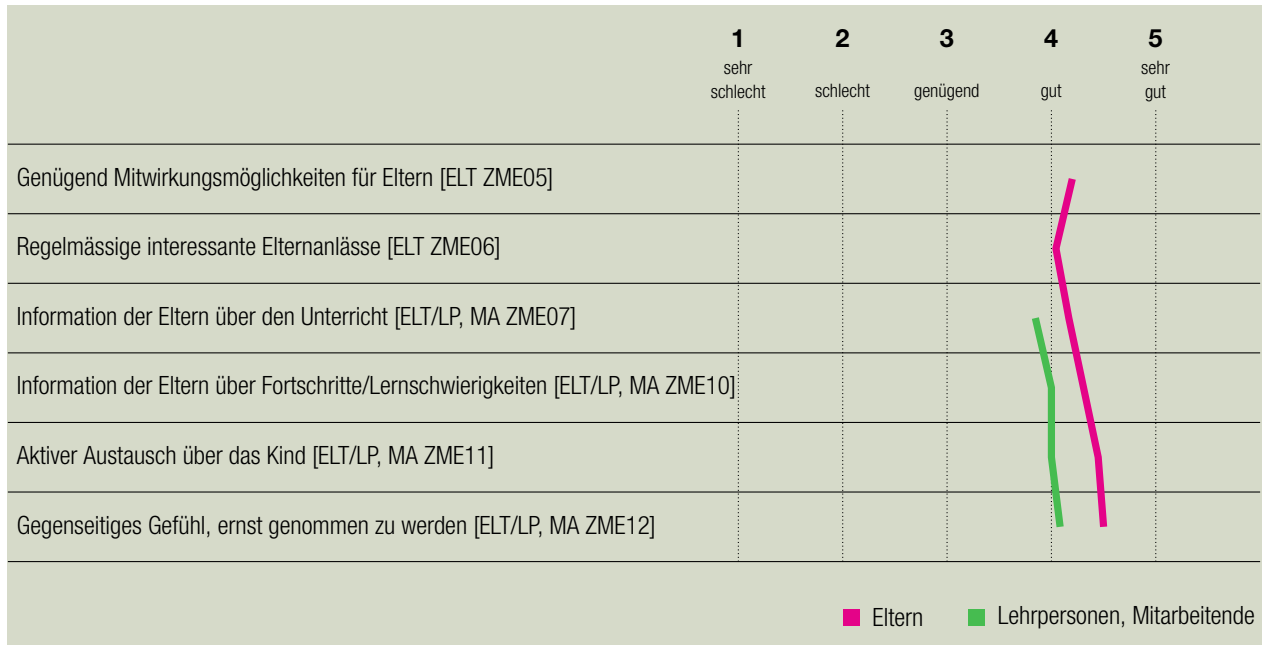 1 2 3 4 5
sehr schlecht schlecht genügend gut sehr gut
Genügend Mitwirkungsmöglichkeiten für Eltern [ELT ZME05]
Regelmässige interessante Elternanlässe [ELT ZME06]
Information der Eltern über den Unterricht [ELT/LP, MA ZME07]
Information der Eltern über Fortschritte/Lernschwierigkeiten [ELT/LP, MA ZME10]
Aktiver Austausch über das Kind [ELT/LP, MA ZME11]
Gegenseitiges Gefühl, ernst genommen zu werden [ELT/LP, MA ZME12]
Eltern Lehrpersonen, Mitarbeitende